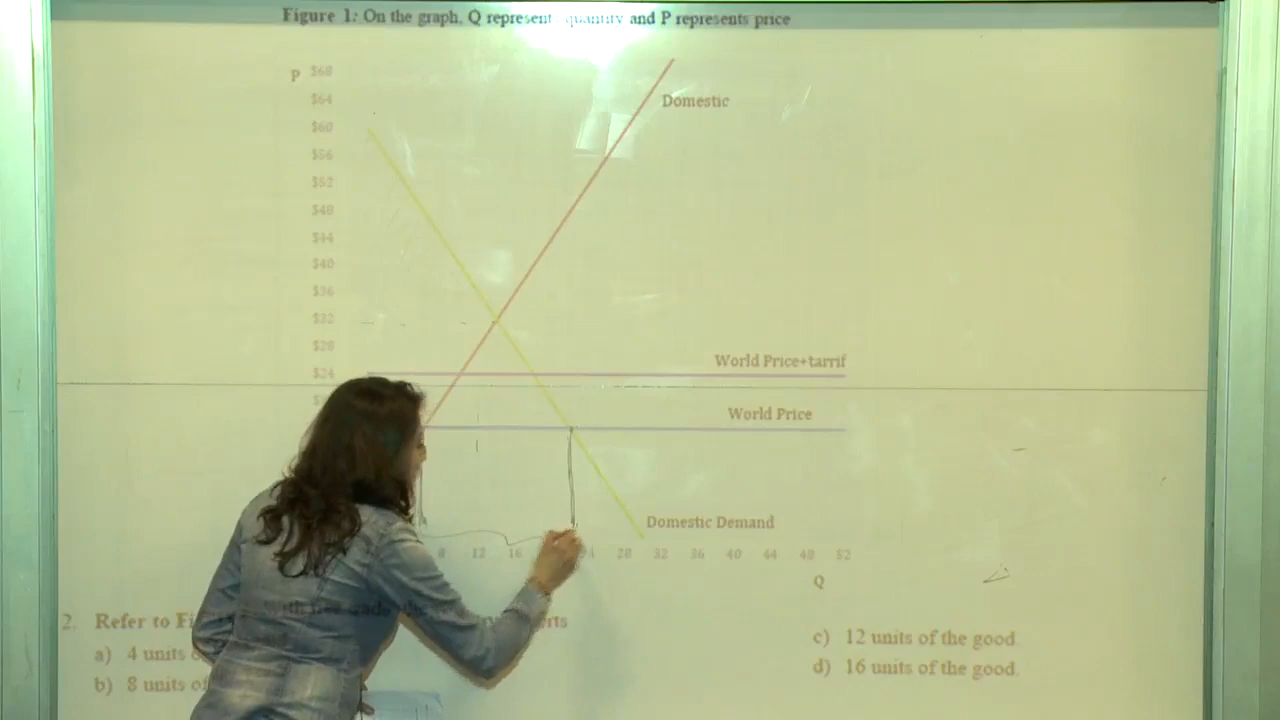 Figure 1: On the graph, Q represent quantity and P represents price
P $68
$64
Domestic
$60
$56
$52
$48
$44
$40
$36
$32
$28
World Price+tarrif
$24
World Price
Domestic Demand
8 12 16 28 32 36 40 44 48 52
Q
2. Refer to
a) 4 units
b) 8 units of
c) 12 units of the good.
d) 16 units of the good.